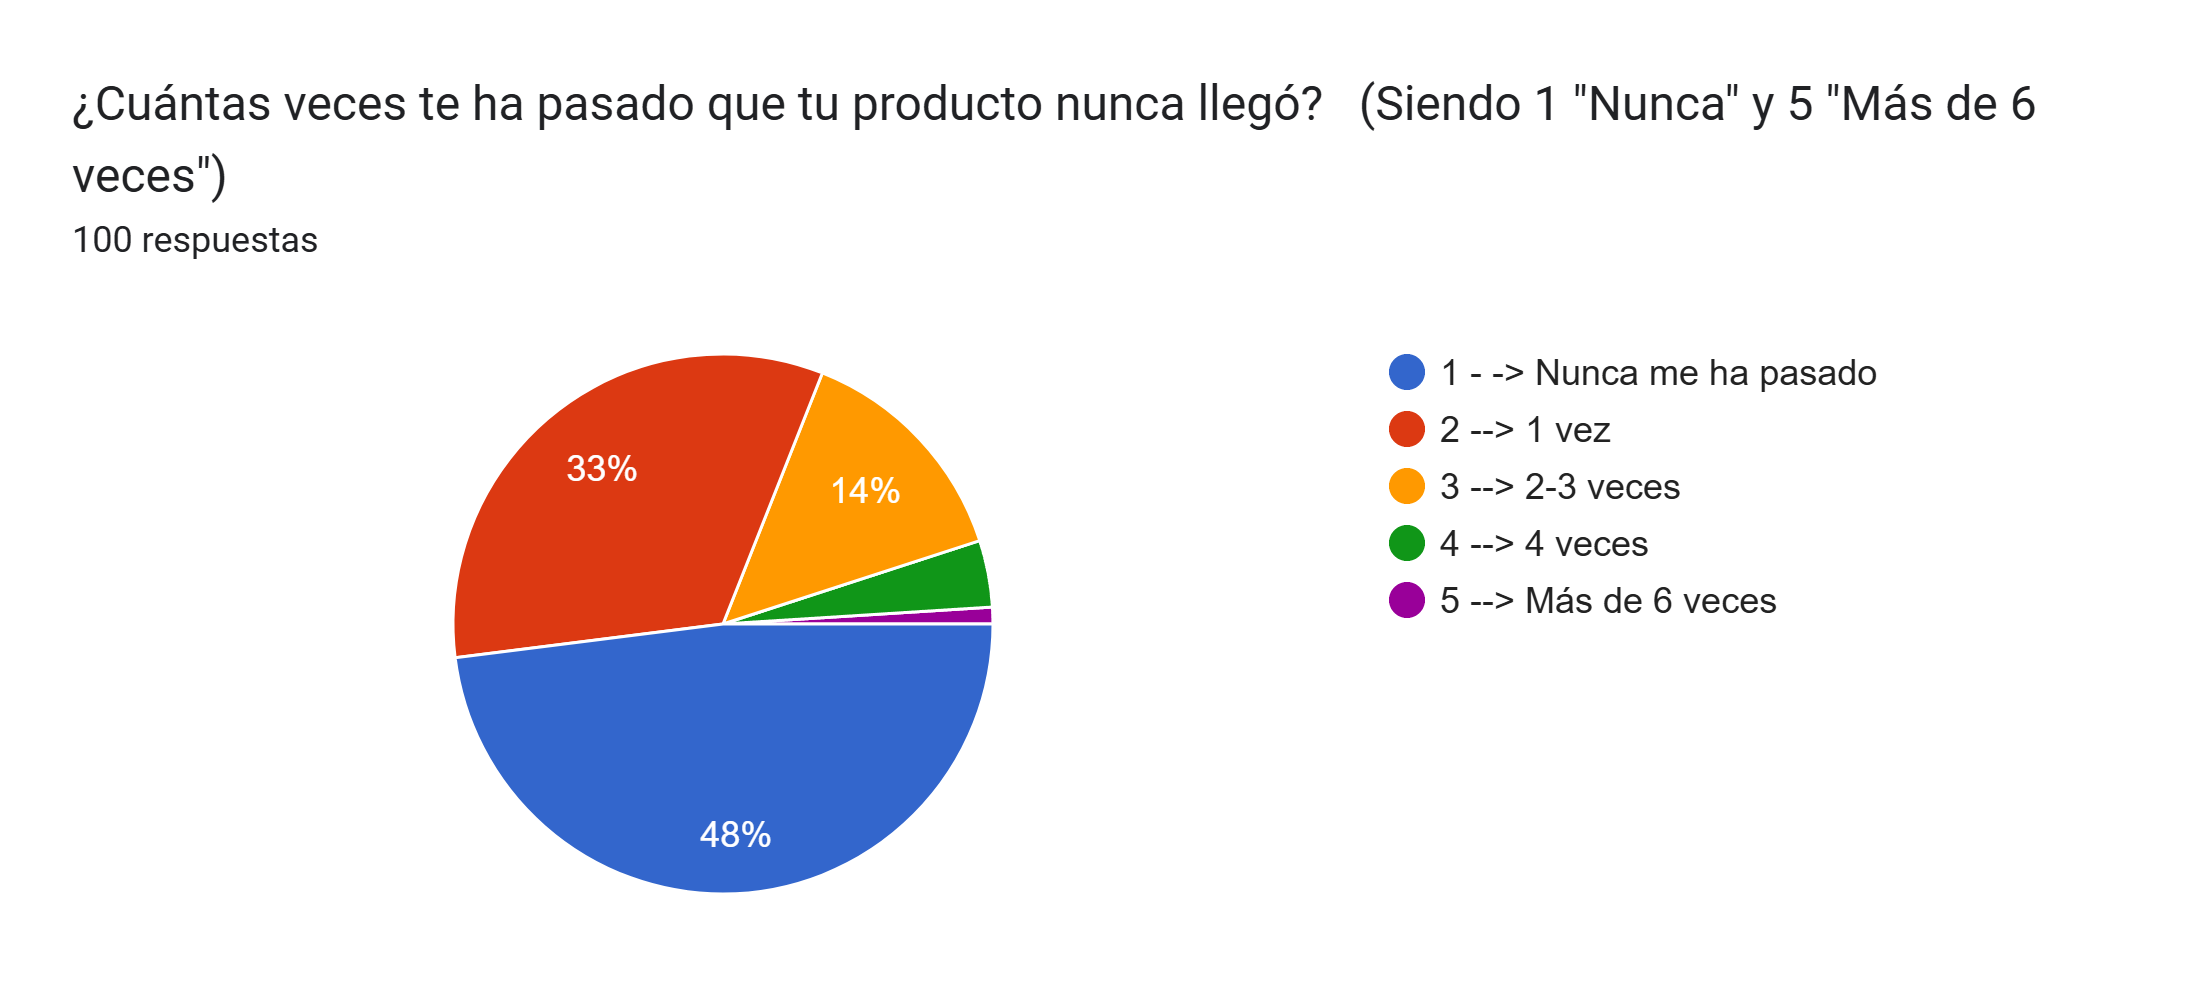 ¿Cuántas veces te ha pasado que tu producto nunca llegó?   (Siendo 1 "Nunca" y 5 "Más de 6
veces")
100 respuestas
1 - -> Nunca me ha pasado
2 --> 1 vez
3 --> 2-3 veces
4 --> 4 veces
5 --> Más de 6 veces
33%
14%
48%